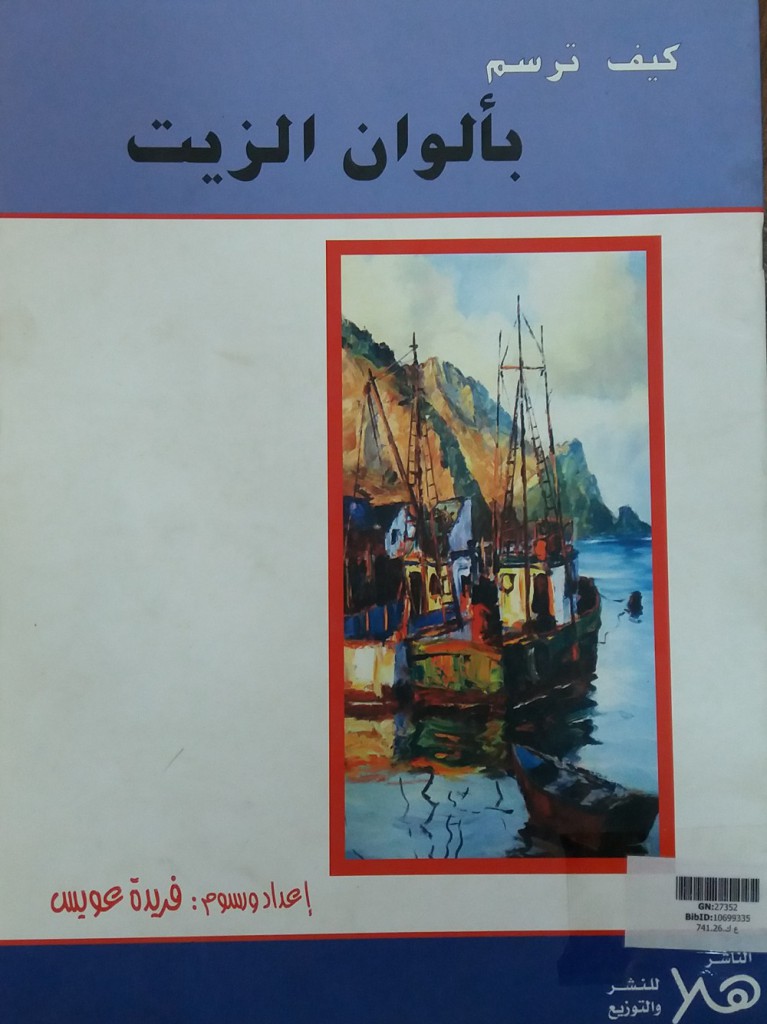 كيف ترسم
بألوان الزيت
إعداد ورسوم: فريدة عويس
GN:27352
BibID:10699335
ع ك. 741.26
الناشر
هلا
للنشر
والتوزيع